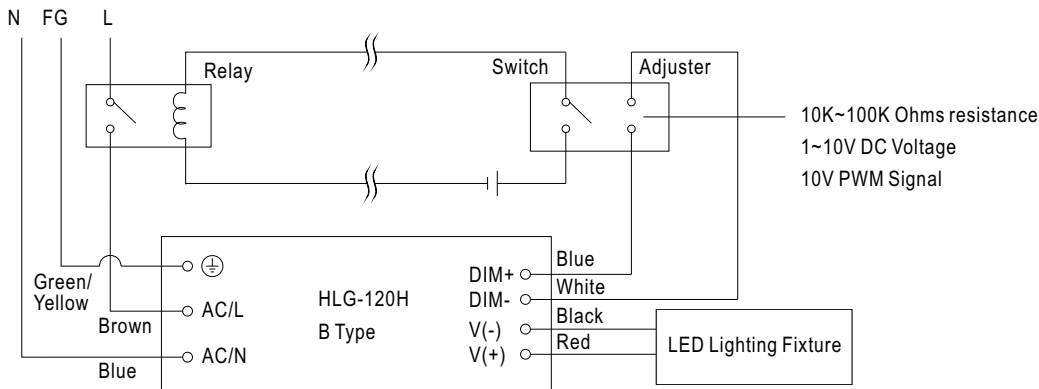 N FG L
Relay
Switch
Adjuster
10K~100K Ohms resistance
1~10V DC Voltage
10V PWM Signal
Green/
Yellow
Brown
Blue
AC/L
AC/N
HLG-120H
B Type
DIM+
DIM-
V(-)
V(+)
Blue
White
Black
Red
LED Lighting Fixture